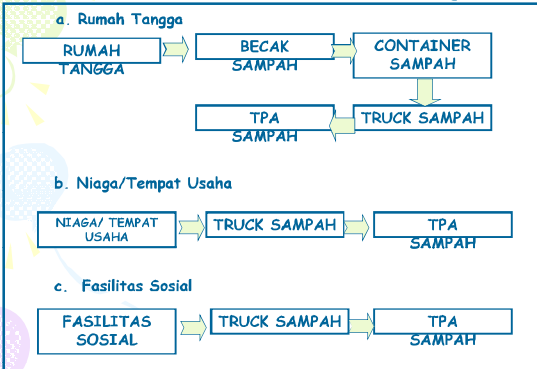 a. Rumah Tangga
RUMAH
TANGGA
BECAK
SAMPAH
CONTAINER
SAMPAH
TPA
SAMPAH
TRUCK SAMPAH
b. Niaga/Tempat Usaha
NIAGA/ TEMPAT
USAHA
TRUCK SAMPAH
TPA
SAMPAH
c. Fasilitas Sosial
FASILITAS
SOSIAL
TRUCK SAMPAH
TPA
SAMPAH